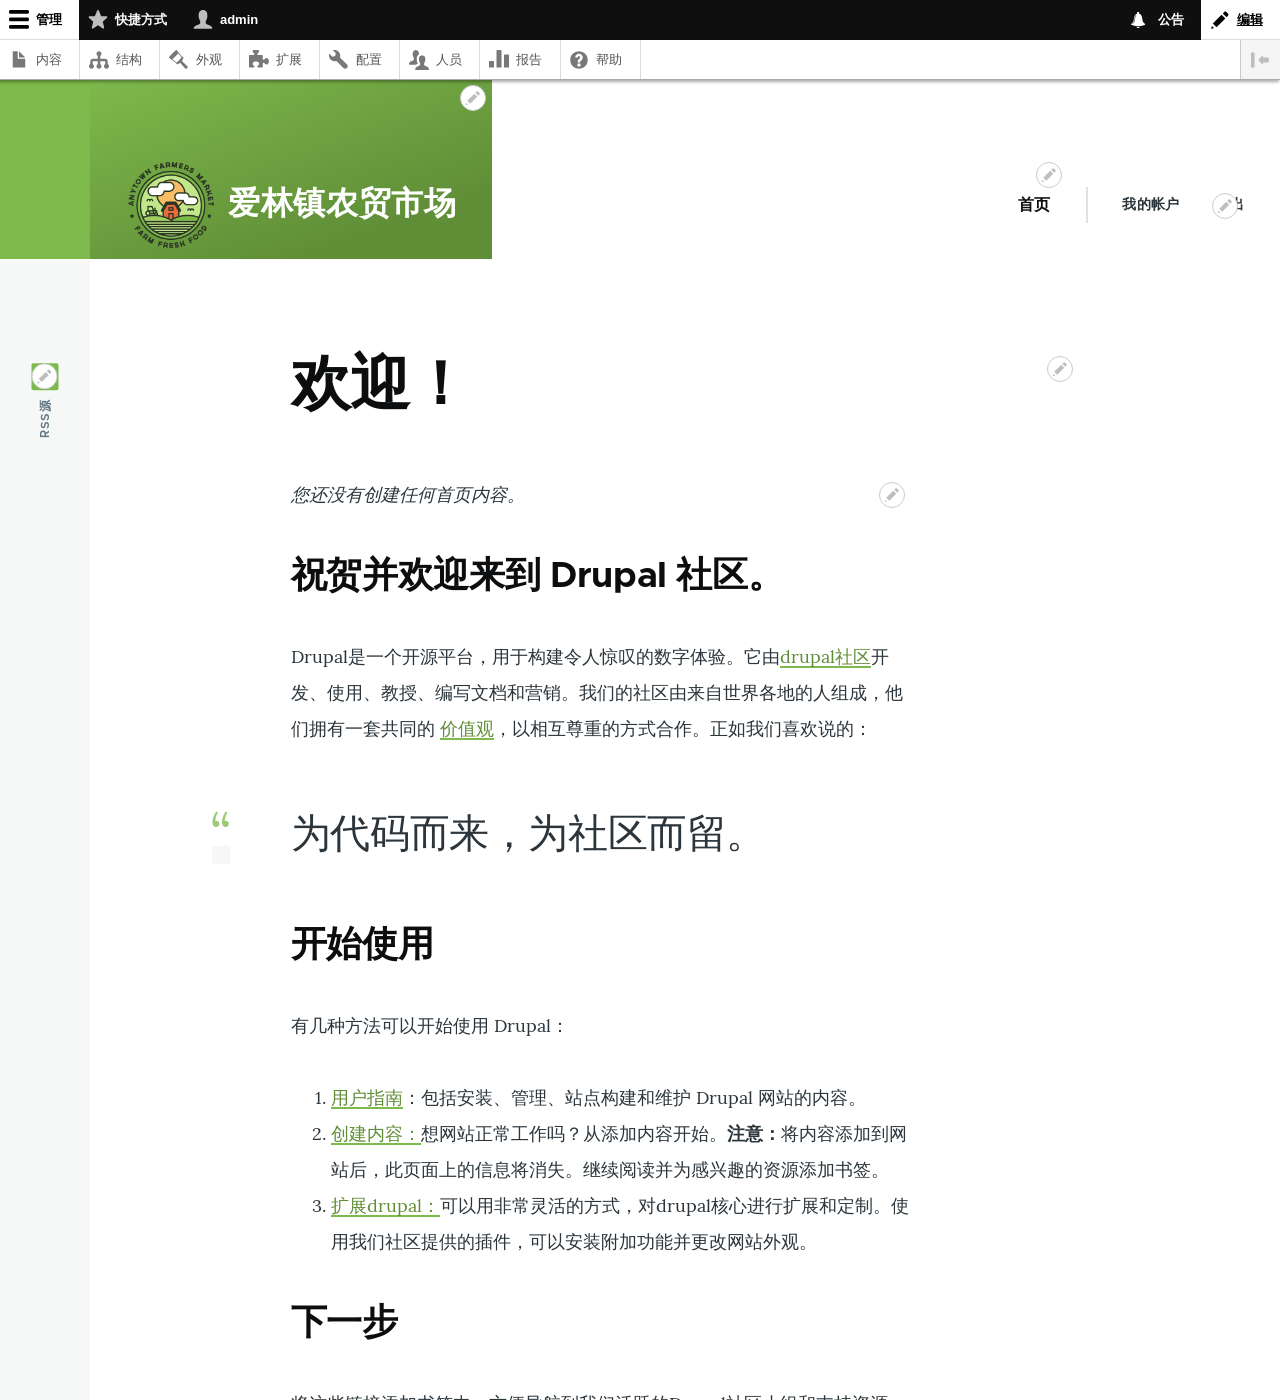 管理 快捷方式 admin 公告 编辑
内容 结构 外观 扩展 配置 人员 报告 帮助
ANYTOWN FARMERS MARKET
FARM FRESH FOOD
爱林镇农贸市场
首页 我的帐户
RSS源
欢迎！
您还没有创建任何首页内容。
祝贺并欢迎来到 Drupal 社区。
Drupal是一个开源平台，用于构建令人惊叹的数字体验。它由drupal社区开
发、使用、教授、编写文档和营销。我们的社区由来自世界各地的人组成，他
们拥有一套共同的 价值观，以相互尊重的方式合作。正如我们喜欢说的：
“
为代码而来，为社区而留。
开始使用
有几种方法可以开始使用 Drupal：
1. 用户指南：包括安装、管理、站点构建和维护 Drupal 网站的内容。
2. 创建内容：想网站正常工作吗？从添加内容开始。注意：将内容添加到网
站后，此页面上的信息将消失。继续阅读并为感兴趣的资源添加书签。
3. 扩展drupal：可以用非常灵活的方式，对drupal核心进行扩展和定制。使
用我们社区提供的插件，可以安装附加功能并更改网站外观。
下一步